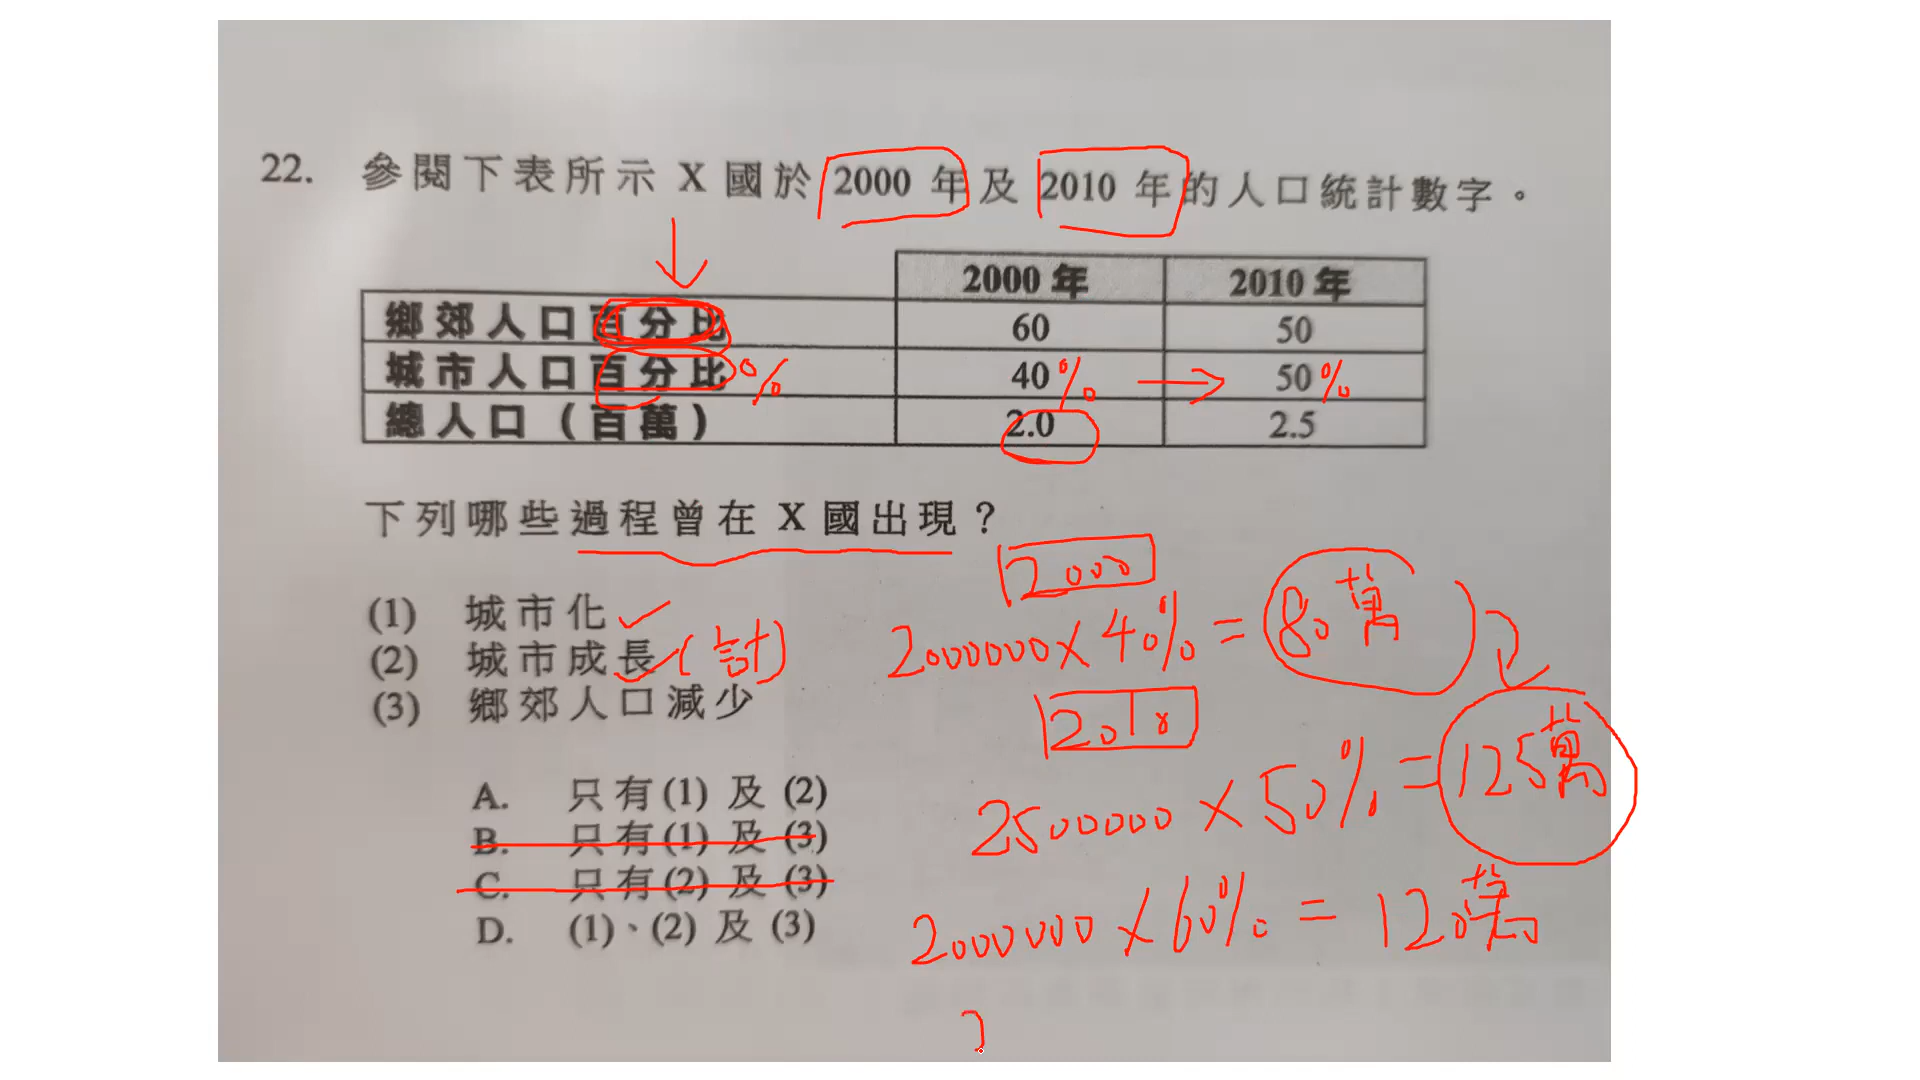 22. 參閱下表所示 X 國於 2000 年及 2010 年的人口統計數字。
2000 年 2010 年
鄉郊人口百分比 60 50
城市人口百分比 % 40 % 50 %
總人口（百萬） 2.0 2.5
下列哪些過程曾在 X 國出現？
2000
(1) 城市化
2000000 × 40% = 80萬
(2) 城市成長 (計)
(3) 鄉郊人口減少
2010
A. 只有 (1) 及 (2)
2500000 × 50% = 125萬
B. 只有 (1) 及 (3)
C. 只有 (2) 及 (3)
D. (1)、(2) 及 (3)
2000000 × 60% = 120萬